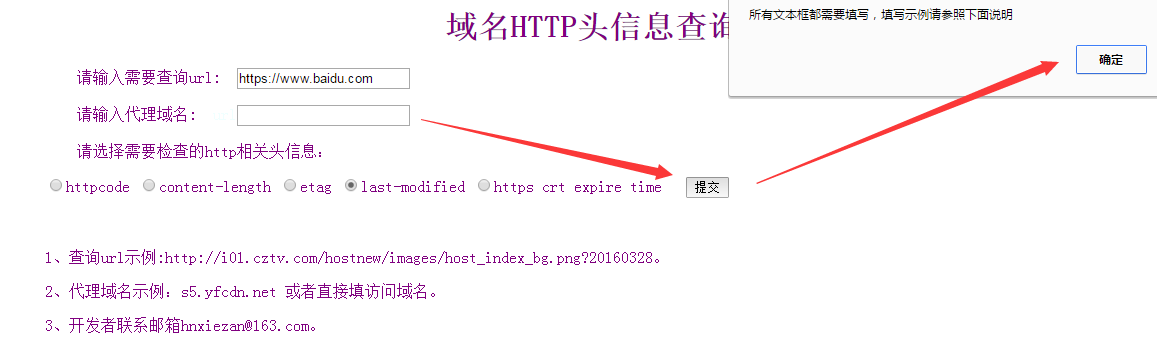 域名HTTP头信息查询
所有文本框都需要填写，填写示例请参照下面说明
确定
请输入需要查询url: https://www.baidu.com
请输入代理域名:
请选择需要检查的http相关头信息:
httpcode content-length etag last-modified https crt expire time 提交
1、查询url示例:http://i01.cztv.com/hostnew/images/host_index_bg.png?20160328。
2、代理域名示例: s5.yfcdn.net 或者直接填访问域名。
3、开发者联系邮箱hnxiezan@163.com。